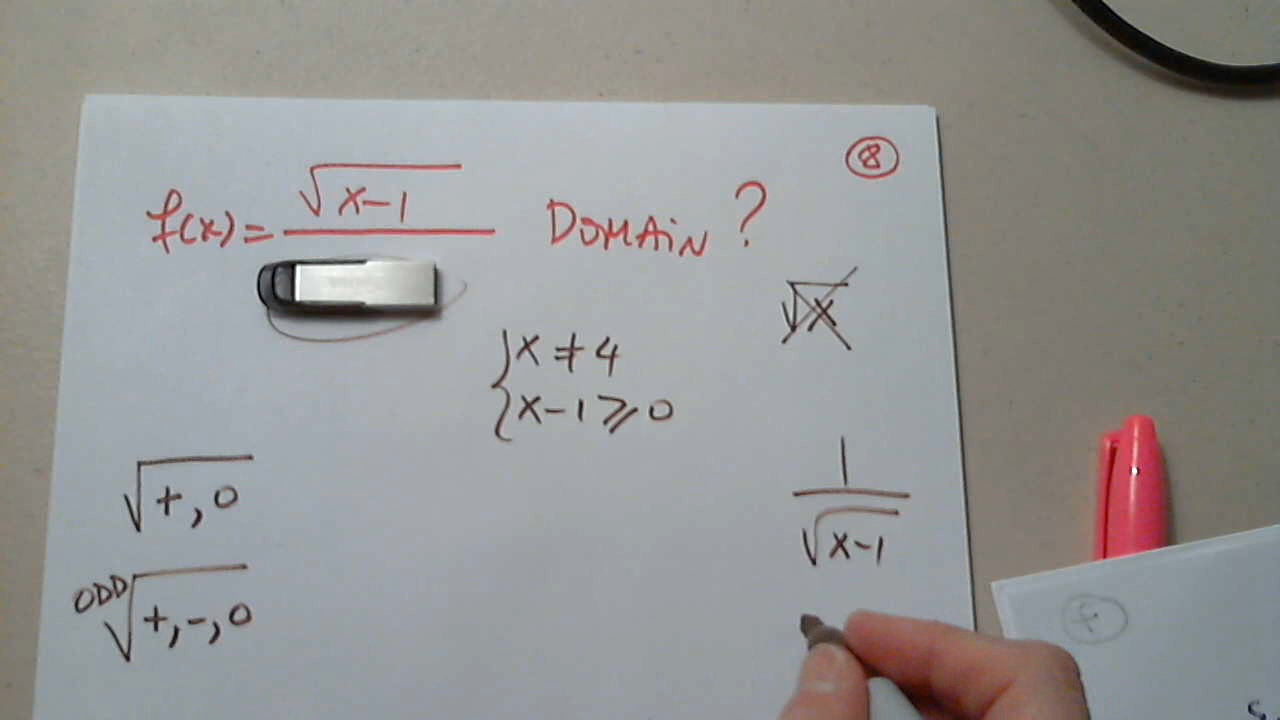 ⑧
f(x) = √(x-1) DOMAIN ?
√x
{ x ≠ 4
{ x-1 ≥ 0
√+, 0
1
√(x-1)
ODD √+, -, 0
f